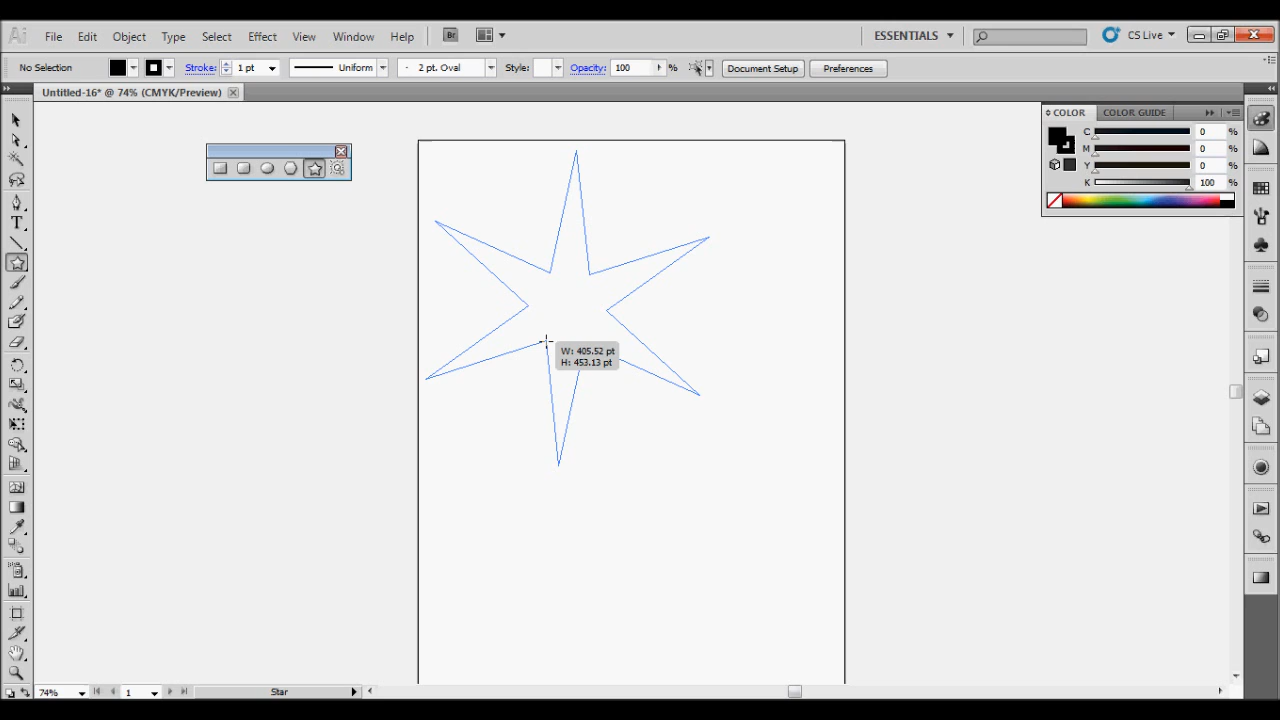 Ai File Edit Object Type Select Effect View Window Help Br ESSENTIALS CS Live
No Selection Stroke: 1 pt Uniform 2 pt. Oval Style: Opacity: 100 % Document Setup Preferences
Untitled-16* @ 74% (CMYK/Preview)
COLOR COLOR GUIDE
C 0 %
M 0 %
Y 0 %
K 100 %
T
W: 405.52 pt
H: 453.13 pt
74% 1 Star